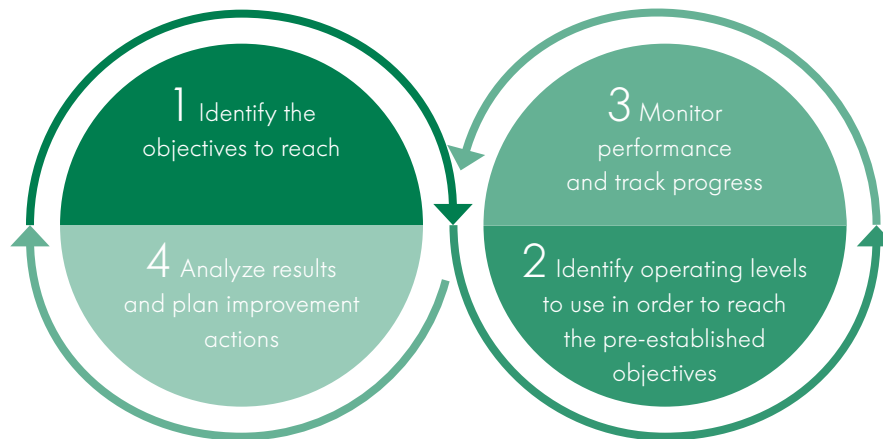 1 Identify the
objectives to reach
4 Analyze results
and plan improvement
actions
3 Monitor
performance
and track progress
2 Identify operating levels
to use in order to reach
the pre-established
objectives